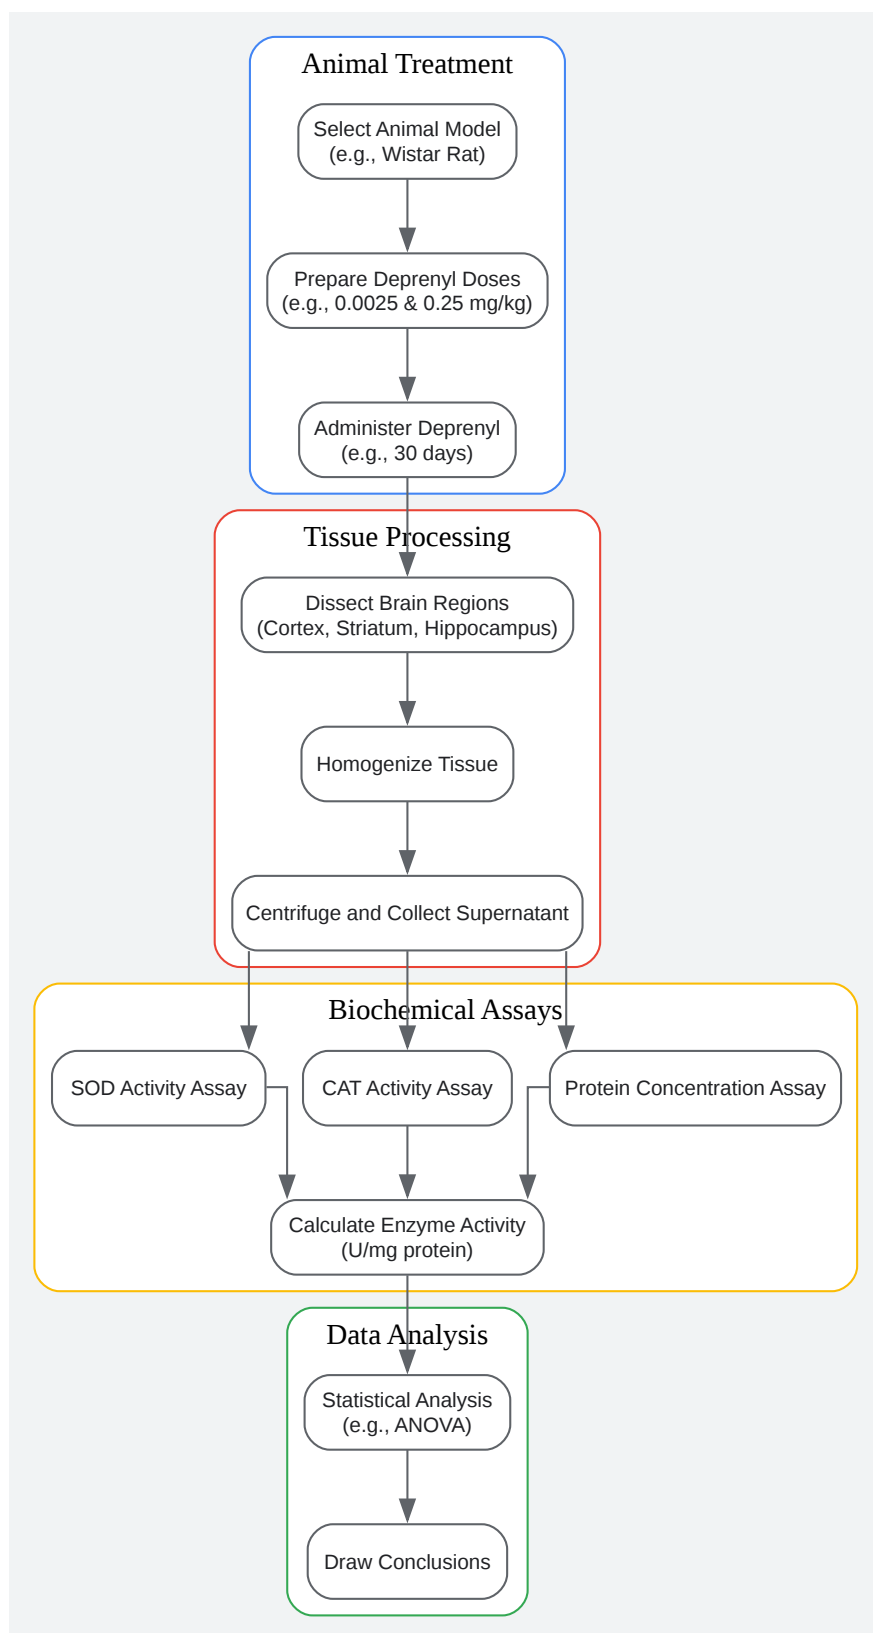 Animal Treatment
Select Animal Model
(e.g., Wistar Rat)
Prepare Deprenyl Doses
(e.g., 0.0025 & 0.25 mg/kg)
Administer Deprenyl
(e.g., 30 days)
Tissue Processing
Dissect Brain Regions
(Cortex, Striatum, Hippocampus)
Homogenize Tissue
Centrifuge and Collect Supernatant
Biochemical Assays
SOD Activity Assay
CAT Activity Assay
Protein Concentration Assay
Calculate Enzyme Activity
(U/mg protein)
Data Analysis
Statistical Analysis
(e.g., ANOVA)
Draw Conclusions